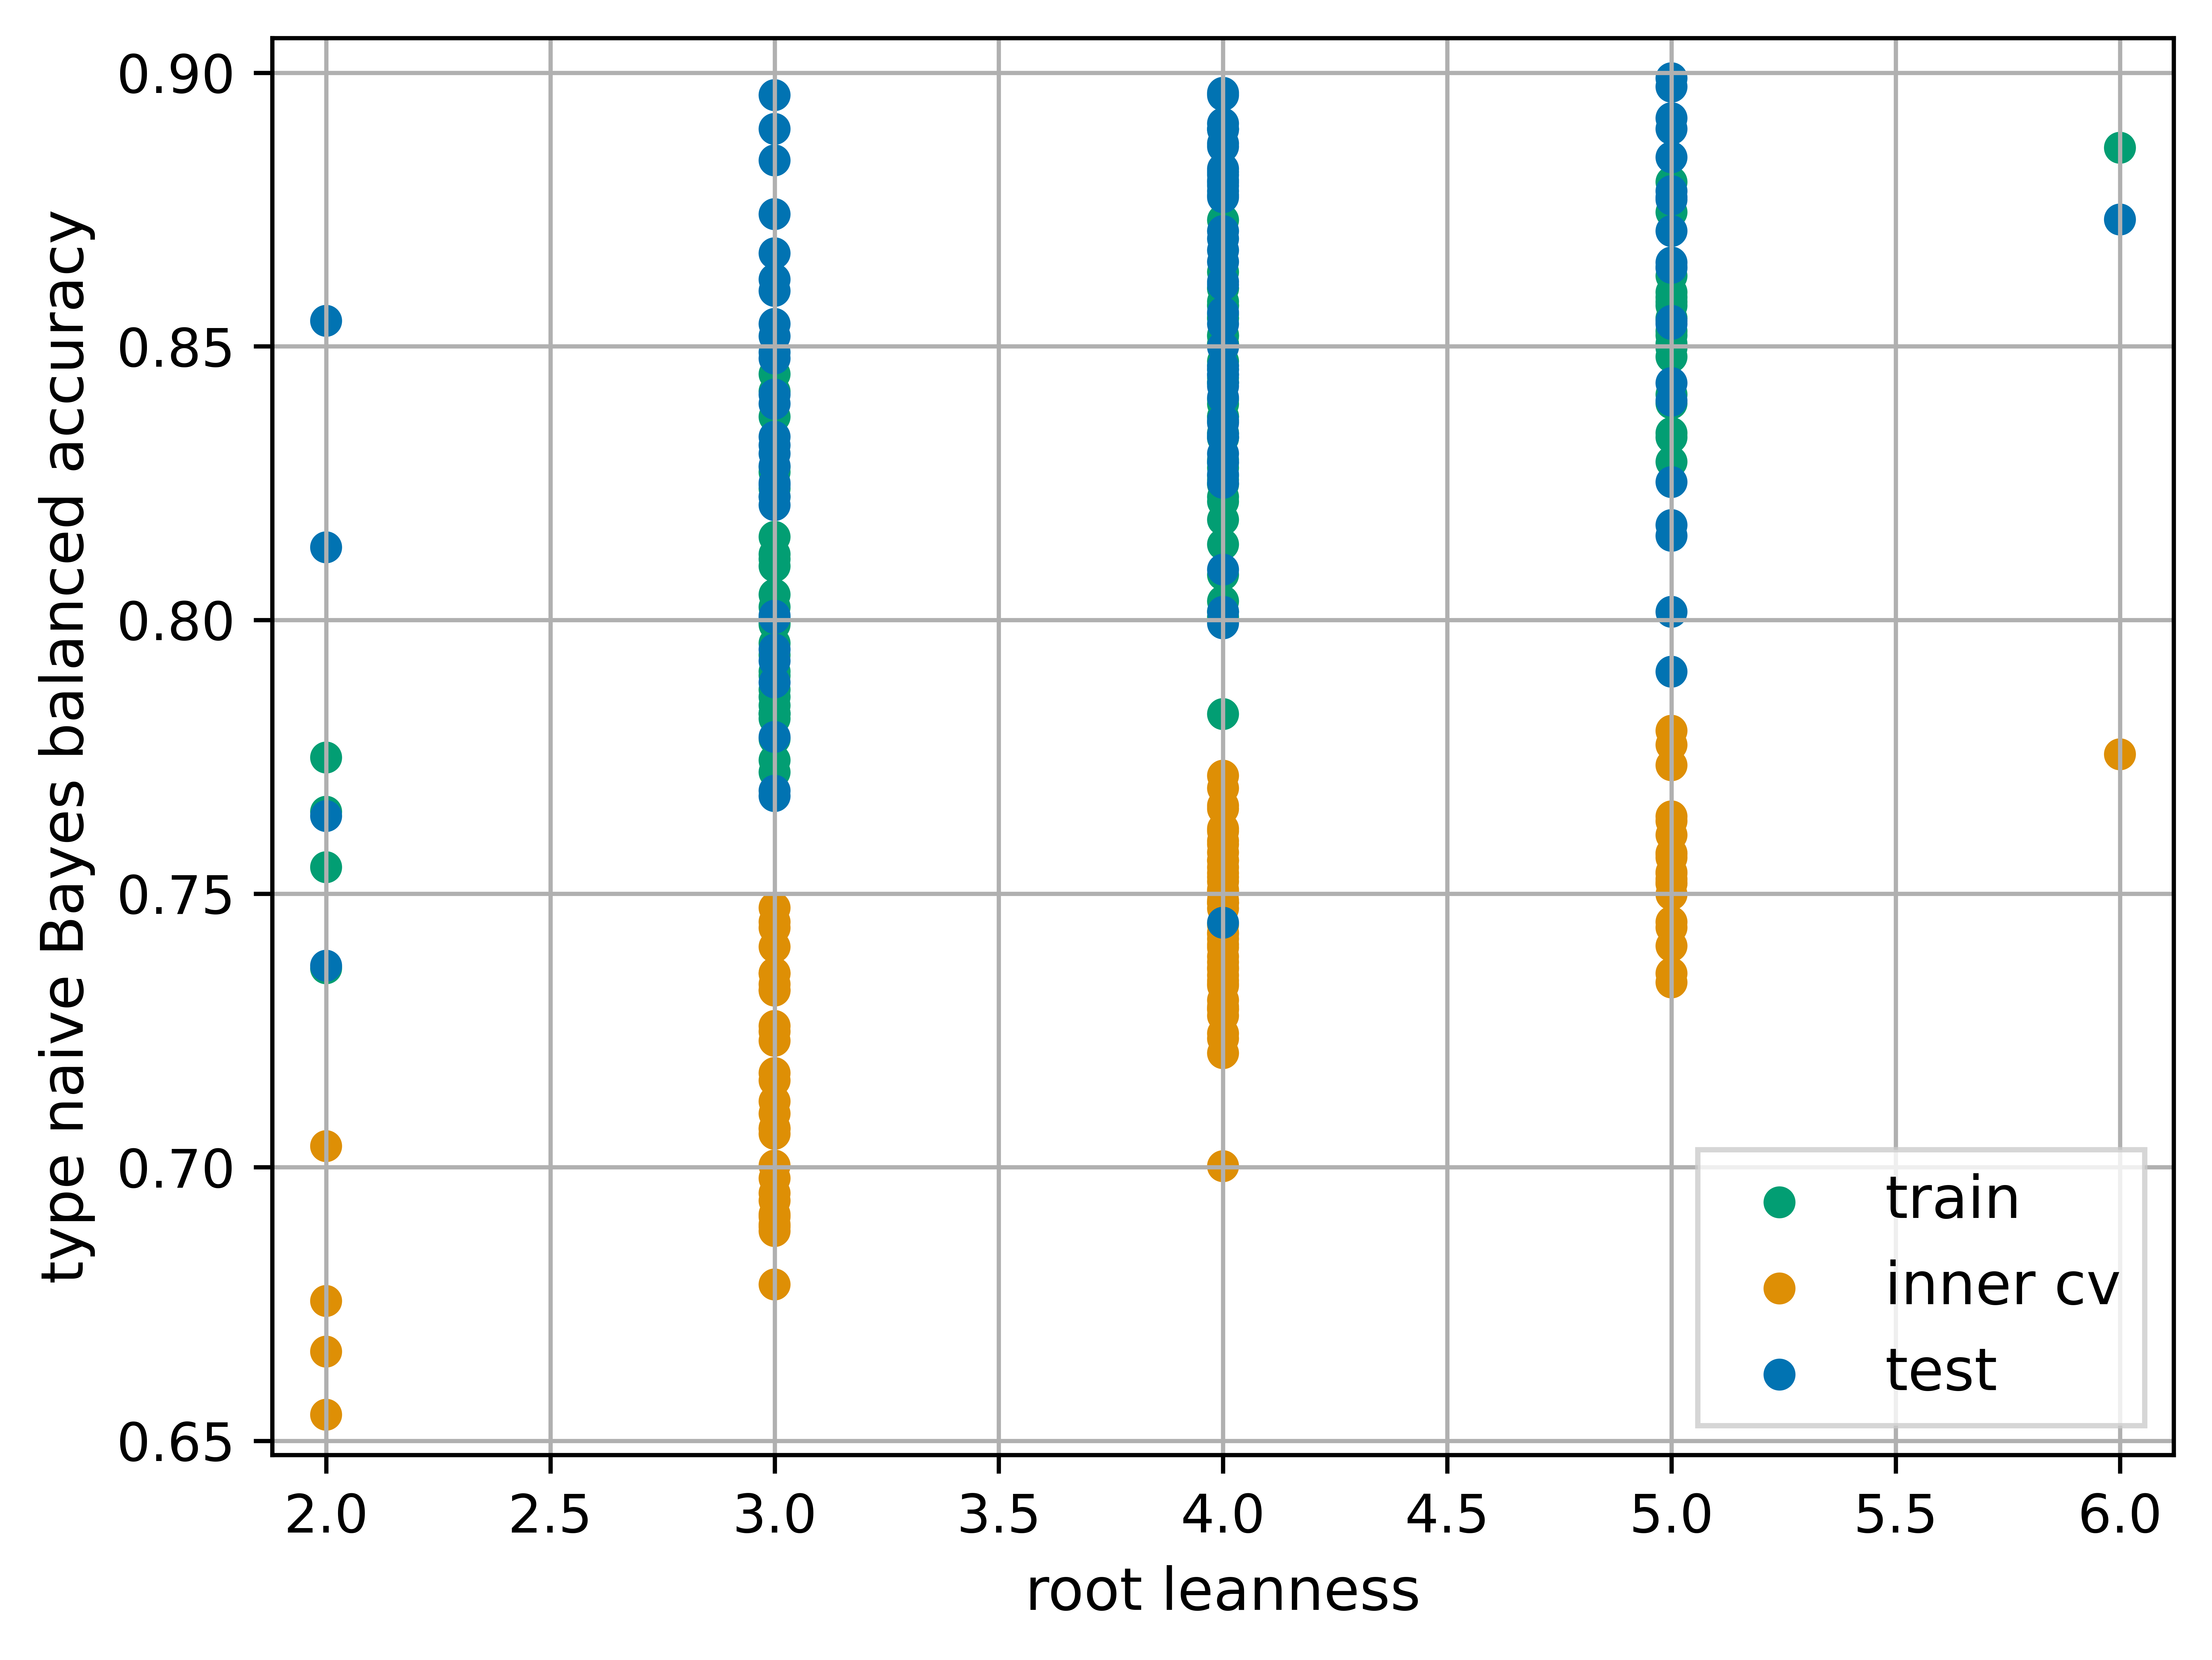 type naive Bayes balanced accuracy
0.90
0.85
0.80
0.75
0.70
0.65
2.0 2.5 3.0 3.5 4.0 4.5 5.0 5.5 6.0
root leanness
train
inner cv
test